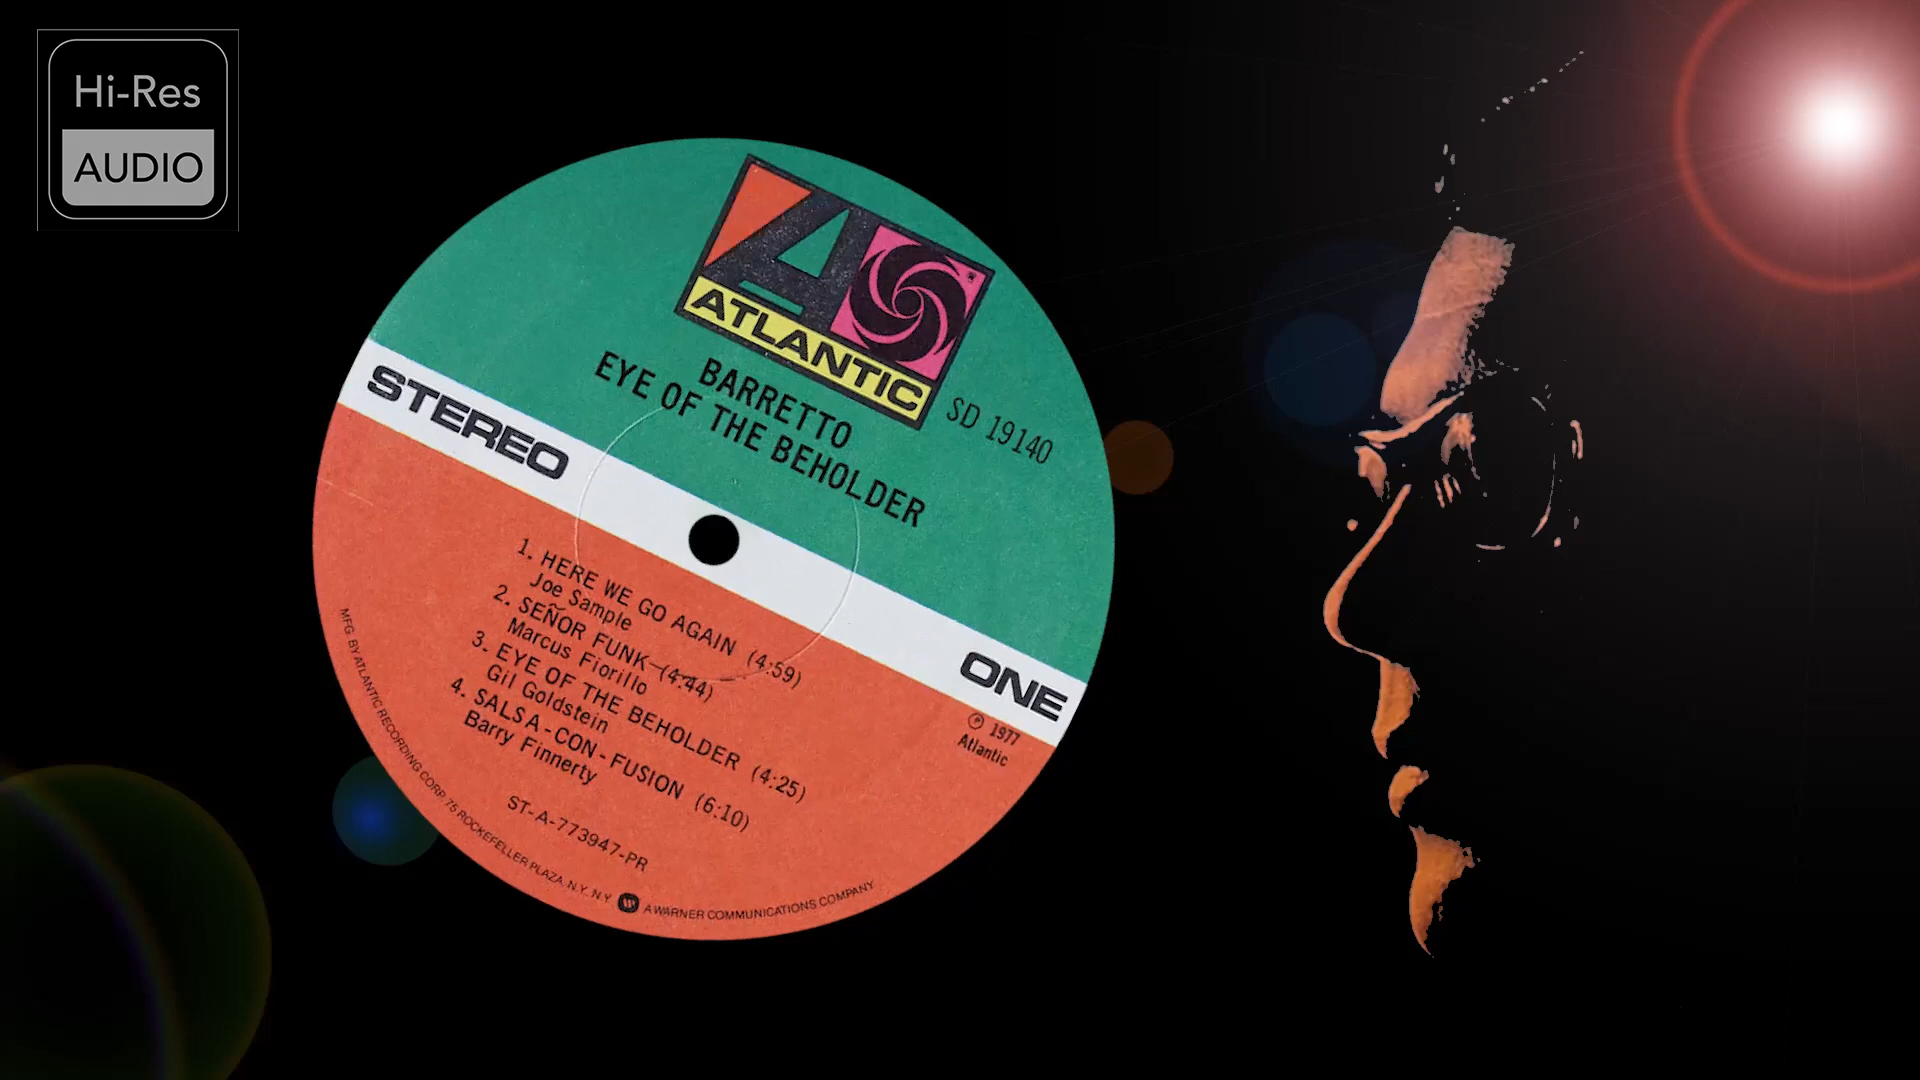 Hi-Res
AUDIO
ATLANTIC
BARRETTO
EYE OF THE BEHOLDER
SD 19140
STEREO
ONE
1. HERE WE GO AGAIN (4:59)
Joe Sample
2. SEÑOR FUNK (4:44)
Marcus Fiorillo
3. EYE OF THE BEHOLDER (4:25)
Gil Goldstein
4. SALSA-CON-FUSION (6:10)
Barry Finnerty
℗ 1977
Atlantic
ST-A-773947-PR
MFG. BY ATLANTIC RECORDING CORP. 75 ROCKEFELLER PLAZA, N.Y. N.Y. A WARNER COMMUNICATIONS COMPANY